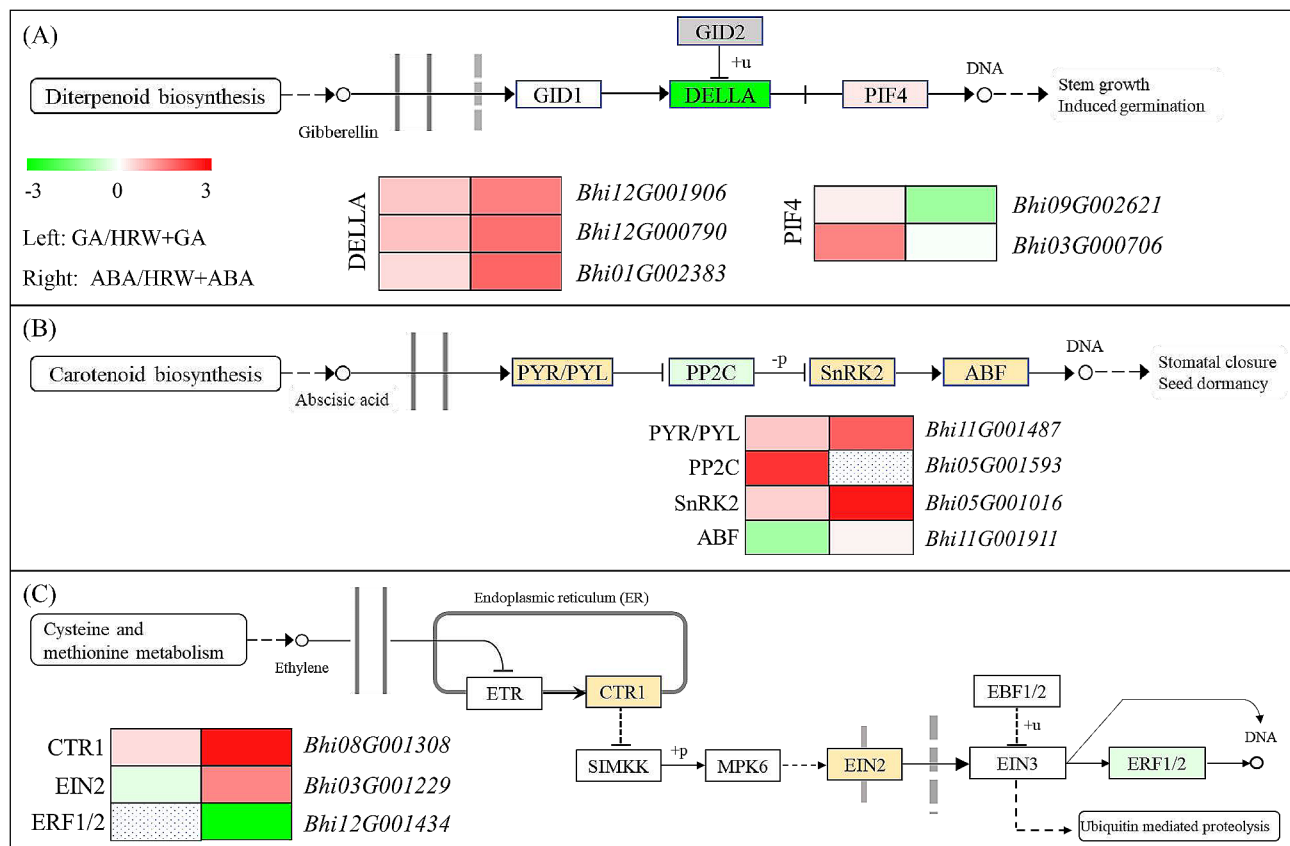 (A)
GID2
+u
Diterpenoid biosynthesis
Gibberellin
GID1
DELLA
PIF4
DNA
Stem growth
Induced germination
-3 0 3
Left: GA/HRW+GA
Right: ABA/HRW+ABA
DELLA
Bhi12G001906
Bhi12G000790
Bhi01G002383
PIF4
Bhi09G002621
Bhi03G000706
(B)
Carotenoid biosynthesis
Abscisic acid
PYR/PYL
PP2C
-p
SnRK2
ABF
DNA
Stomatal closure
Seed dormancy
PYR/PYL Bhi11G001487
PP2C Bhi05G001593
SnRK2 Bhi05G001016
ABF Bhi11G001911
(C)
Cysteine and
methionine metabolism
Ethylene
Endoplasmic reticulum (ER)
ETR
CTR1
SIMKK
+p
MPK6
EIN2
EBF1/2
+u
EIN3
ERF1/2
DNA
Ubiquitin mediated proteolysis
CTR1 Bhi08G001308
EIN2 Bhi03G001229
ERF1/2 Bhi12G001434